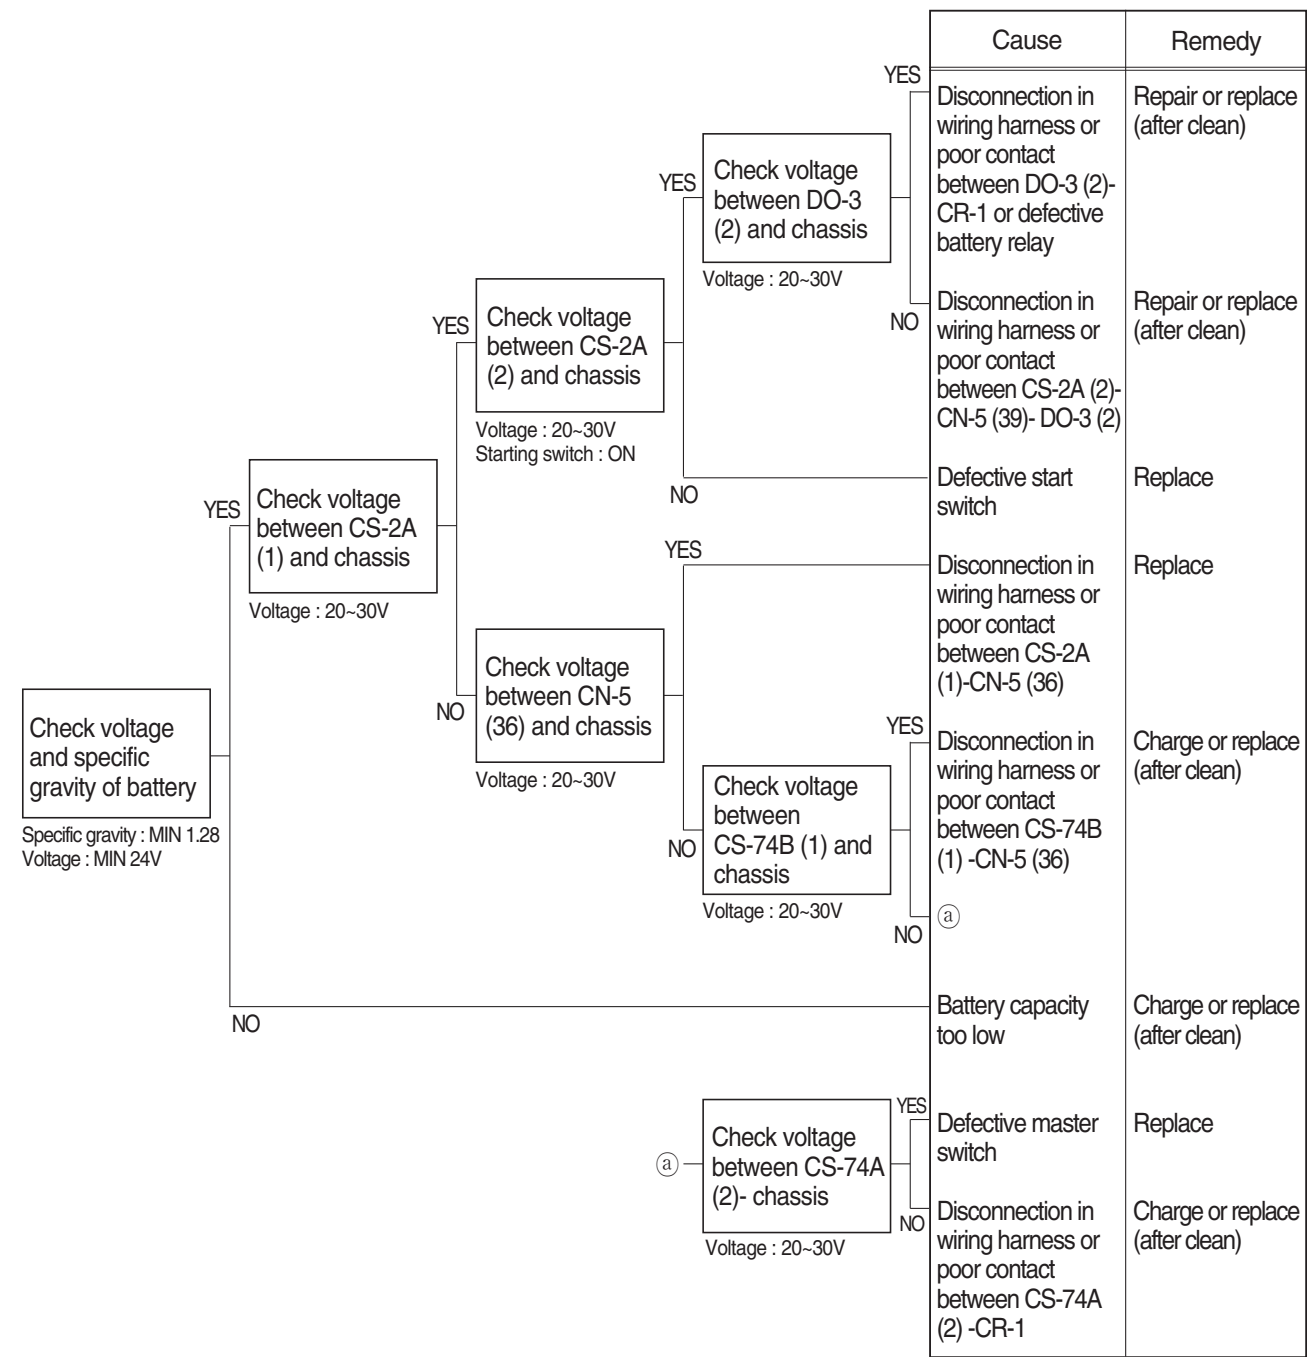 Cause
Remedy
YES
Disconnection in
wiring harness or
poor contact
between DO-3 (2)-
CR-1 or defective
battery relay
Repair or replace
(after clean)
YES
Check voltage
between DO-3
(2) and chassis
Voltage : 20~30V
NO
Disconnection in
wiring harness or
poor contact
between CS-2A (2)-
CN-5 (39)- DO-3 (2)
Repair or replace
(after clean)
YES
Check voltage
between CS-2A
(2) and chassis
Voltage : 20~30V
Starting switch : ON
NO
Defective start
switch
Replace
YES
Check voltage
between CS-2A
(1) and chassis
Voltage : 20~30V
YES
Disconnection in
wiring harness or
poor contact
between CS-2A
(1)-CN-5 (36)
Replace
NO
Check voltage
between CN-5
(36) and chassis
Voltage : 20~30V
Check voltage
and specific
gravity of battery
Specific gravity : MIN 1.28
Voltage : MIN 24V
YES
Disconnection in
wiring harness or
poor contact
between CS-74B
(1) -CN-5 (36)
Charge or replace
(after clean)
NO
Check voltage
between
CS-74B (1) and
chassis
Voltage : 20~30V
NO
ⓐ
NO
Battery capacity
too low
Charge or replace
(after clean)
ⓐ
Check voltage
between CS-74A
(2)- chassis
Voltage : 20~30V
YES
Defective master
switch
Replace
NO
Disconnection in
wiring harness or
poor contact
between CS-74A
(2) -CR-1
Charge or replace
(after clean)